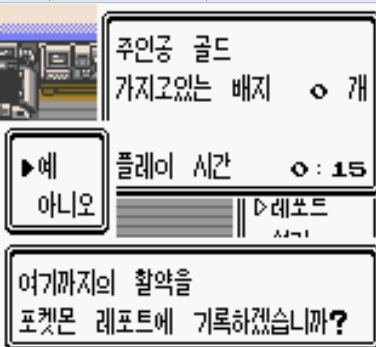 주인공 골드
가지고있는 배지 0 개
플레이 시간 0:15
▶예
아니오
▷레포트
여기까지의 활약을
포켓몬 레포트에 기록하겠습니까?